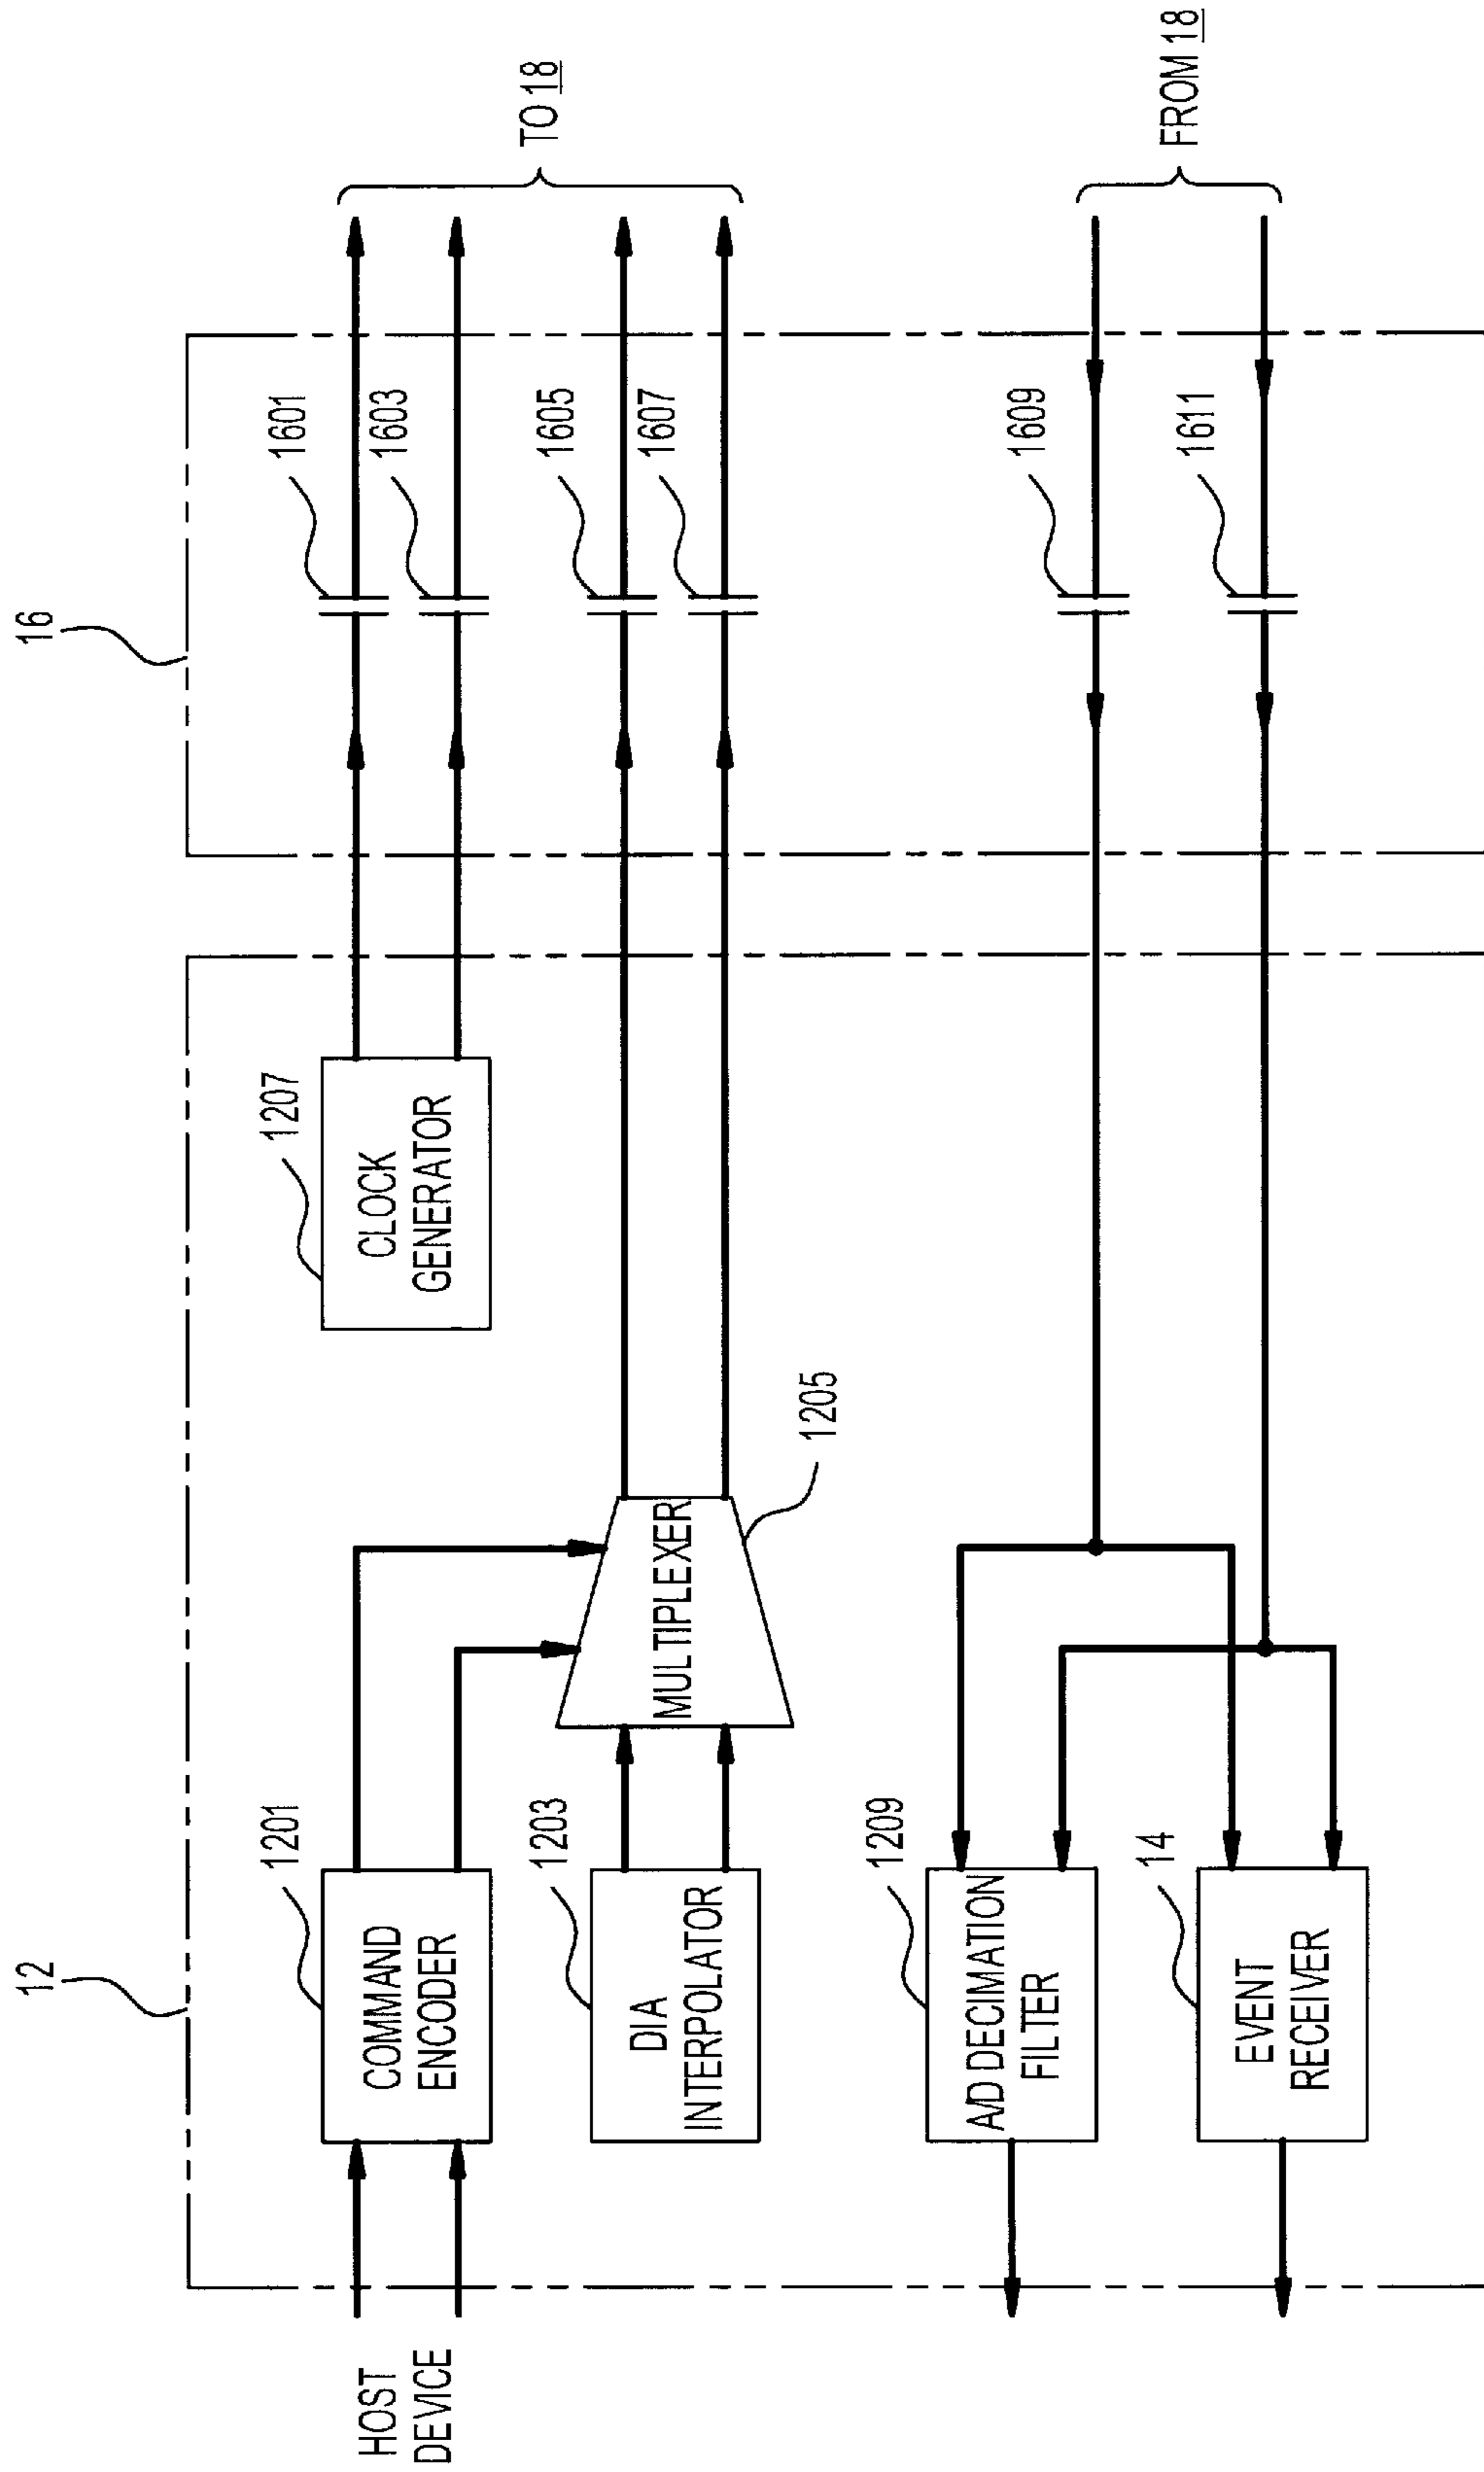 12
16
HOST
DEVICE
1201
COMMAND
ENCODER
1207
CLOCK
GENERATOR
1601
1603
TO 18
1203
DIA
INTERPOLATOR
MULTIPLEXER
1205
1605
1607
1209
A/D DECIMATION
FILTER
14
EVENT
RECEIVER
1609
1611
FROM 18